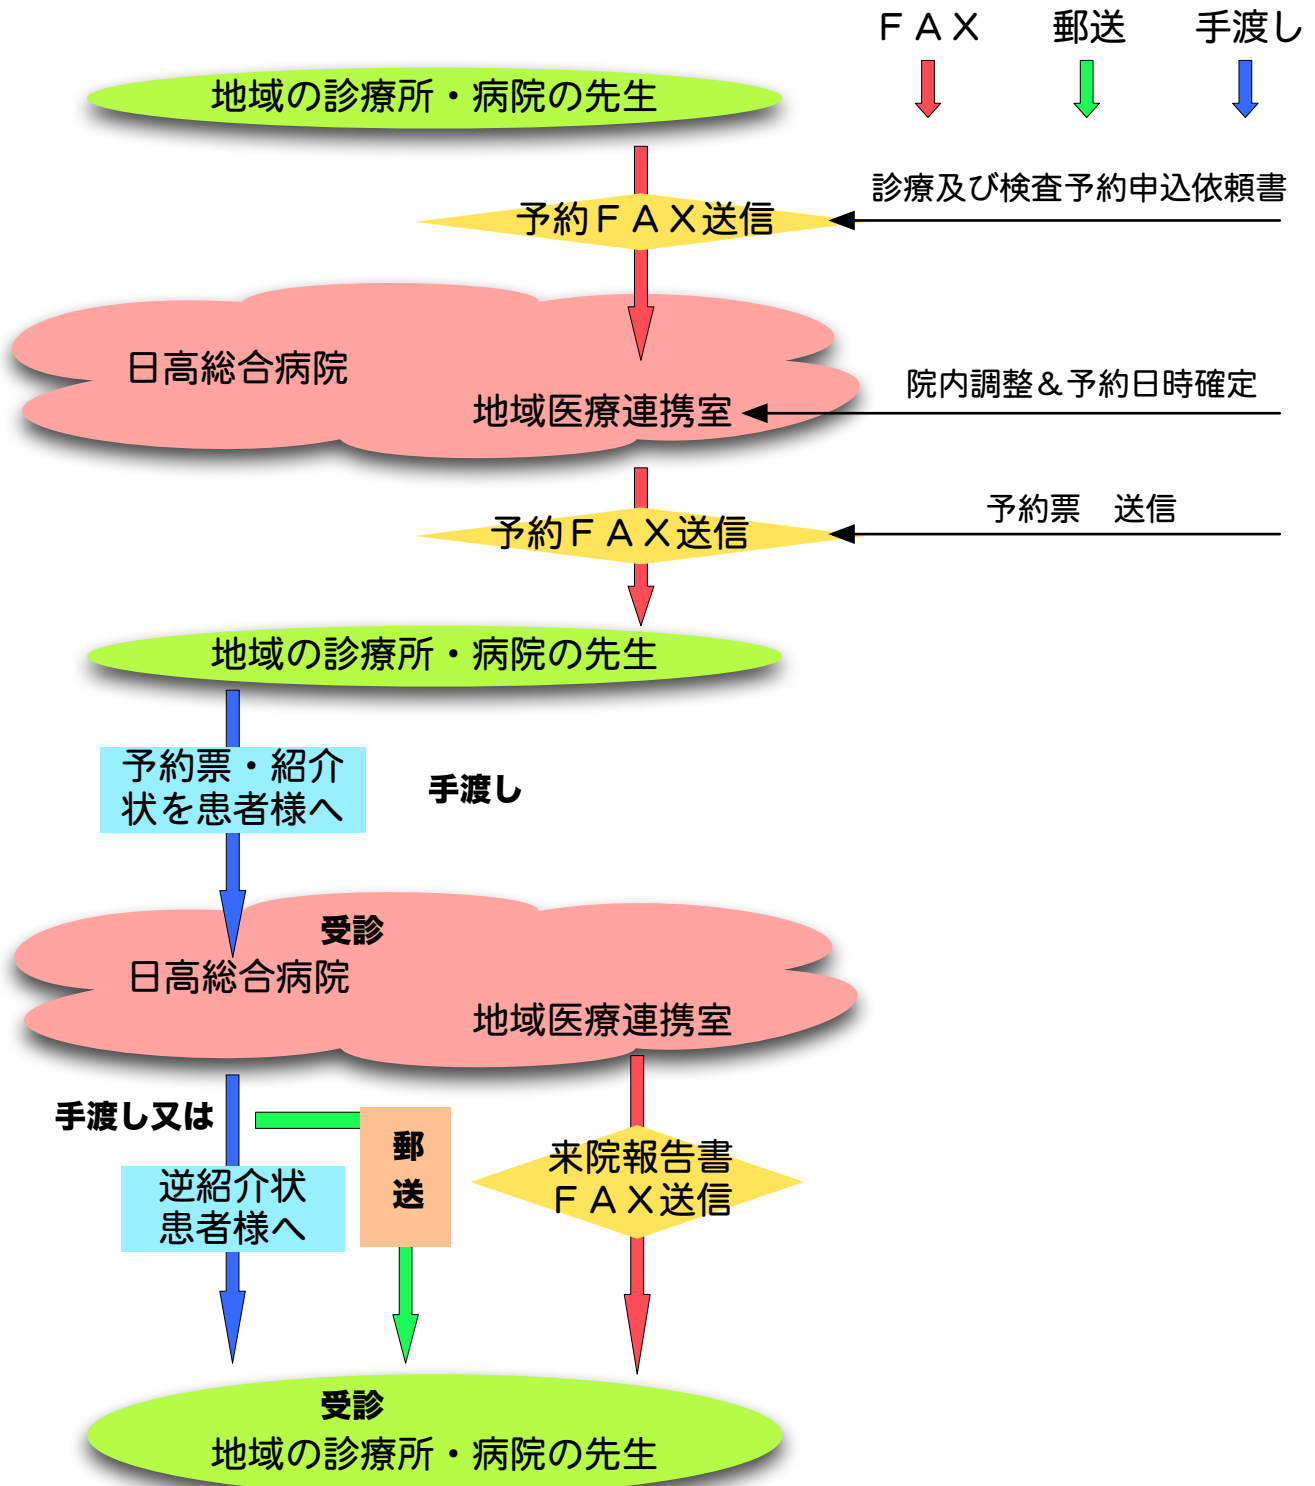 ＦＡＸ　郵送　手渡し
地域の診療所・病院の先生
診療及び検査予約申込依頼書
予約ＦＡＸ送信
日高総合病院
院内調整＆予約日時確定
地域医療連携室
予約票　送信
予約ＦＡＸ送信
地域の診療所・病院の先生
予約票・紹介
状を患者様へ
手渡し
受診
日高総合病院
地域医療連携室
手渡し又は
郵
送
逆紹介状
患者様へ
来院報告書
ＦＡＸ送信
受診
地域の診療所・病院の先生